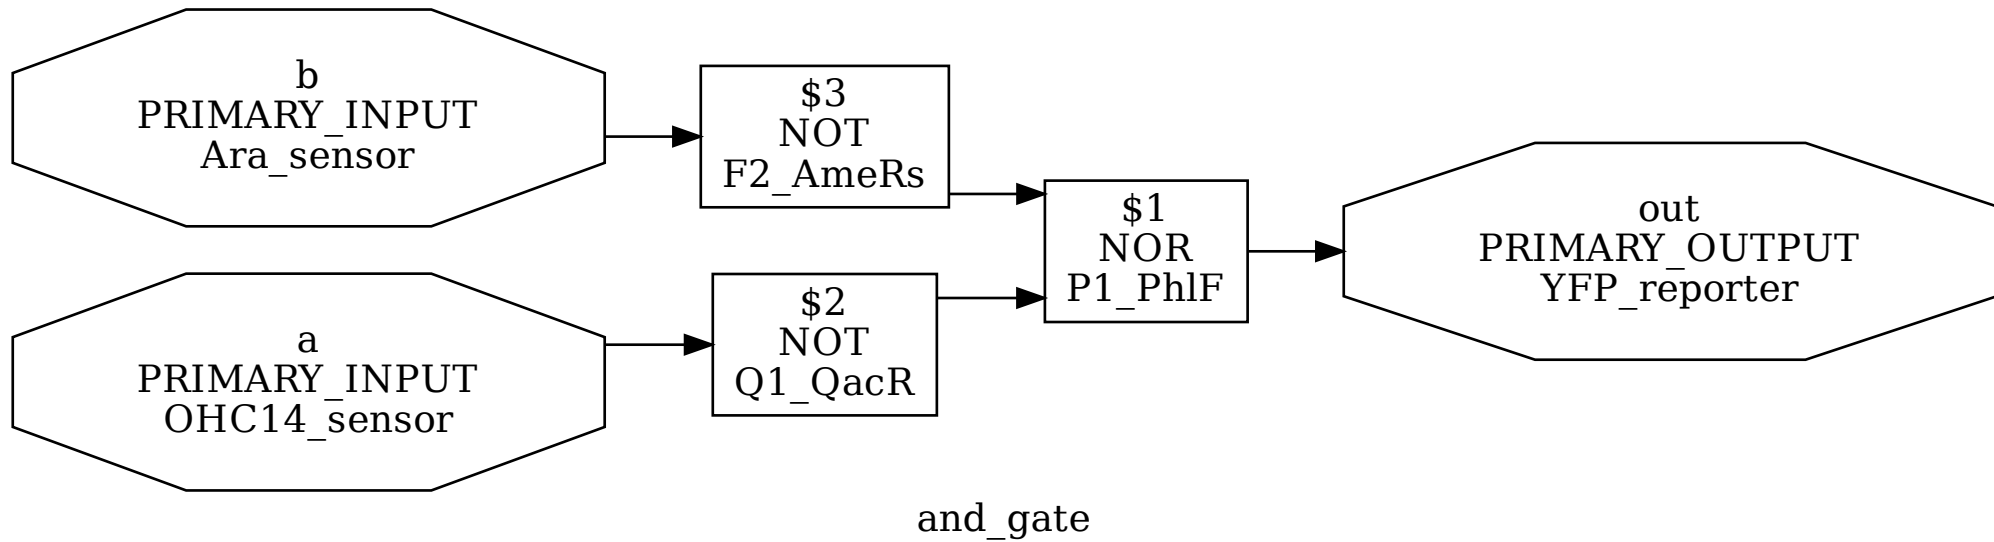 b
PRIMARY_INPUT
Ara_sensor
$3
NOT
F2_AmeRs
a
PRIMARY_INPUT
OHC14_sensor
$2
NOT
Q1_QacR
$1
NOR
P1_PhlF
out
PRIMARY_OUTPUT
YFP_reporter
and_gate